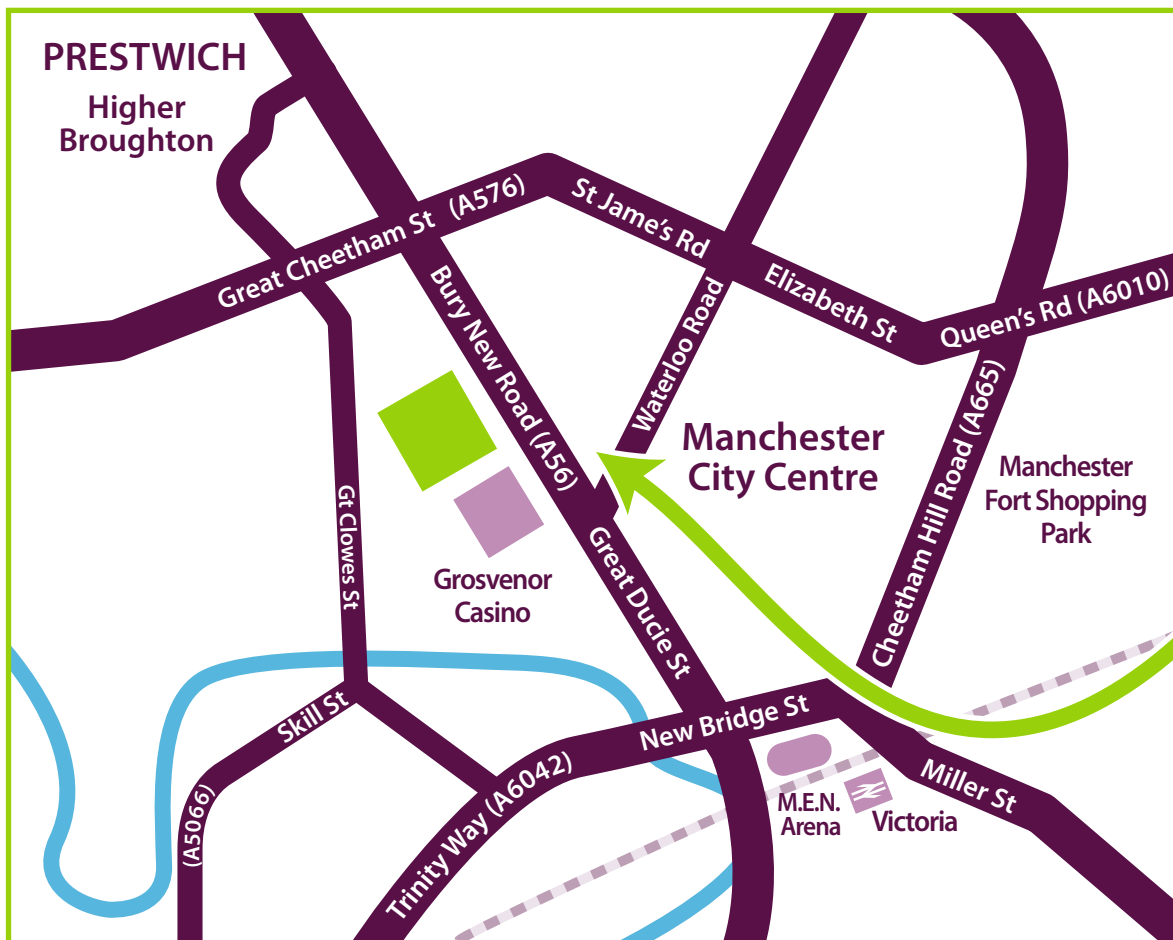 PRESTWICH
Higher
Broughton
Great Cheetham St (A576)
St Jame's Rd
Elizabeth St
Queen's Rd (A6010)
Bury New Road (A56)
Waterloo Road
Cheetham Hill Road (A665)
Manchester
City Centre
Manchester
Fort Shopping
Park
Gt Clowes St
Grosvenor
Casino
Great Ducie St
Skill St
New Bridge St
(A5066)
Trinity Way (A6042)
M.E.N.
Arena
Victoria
Miller St